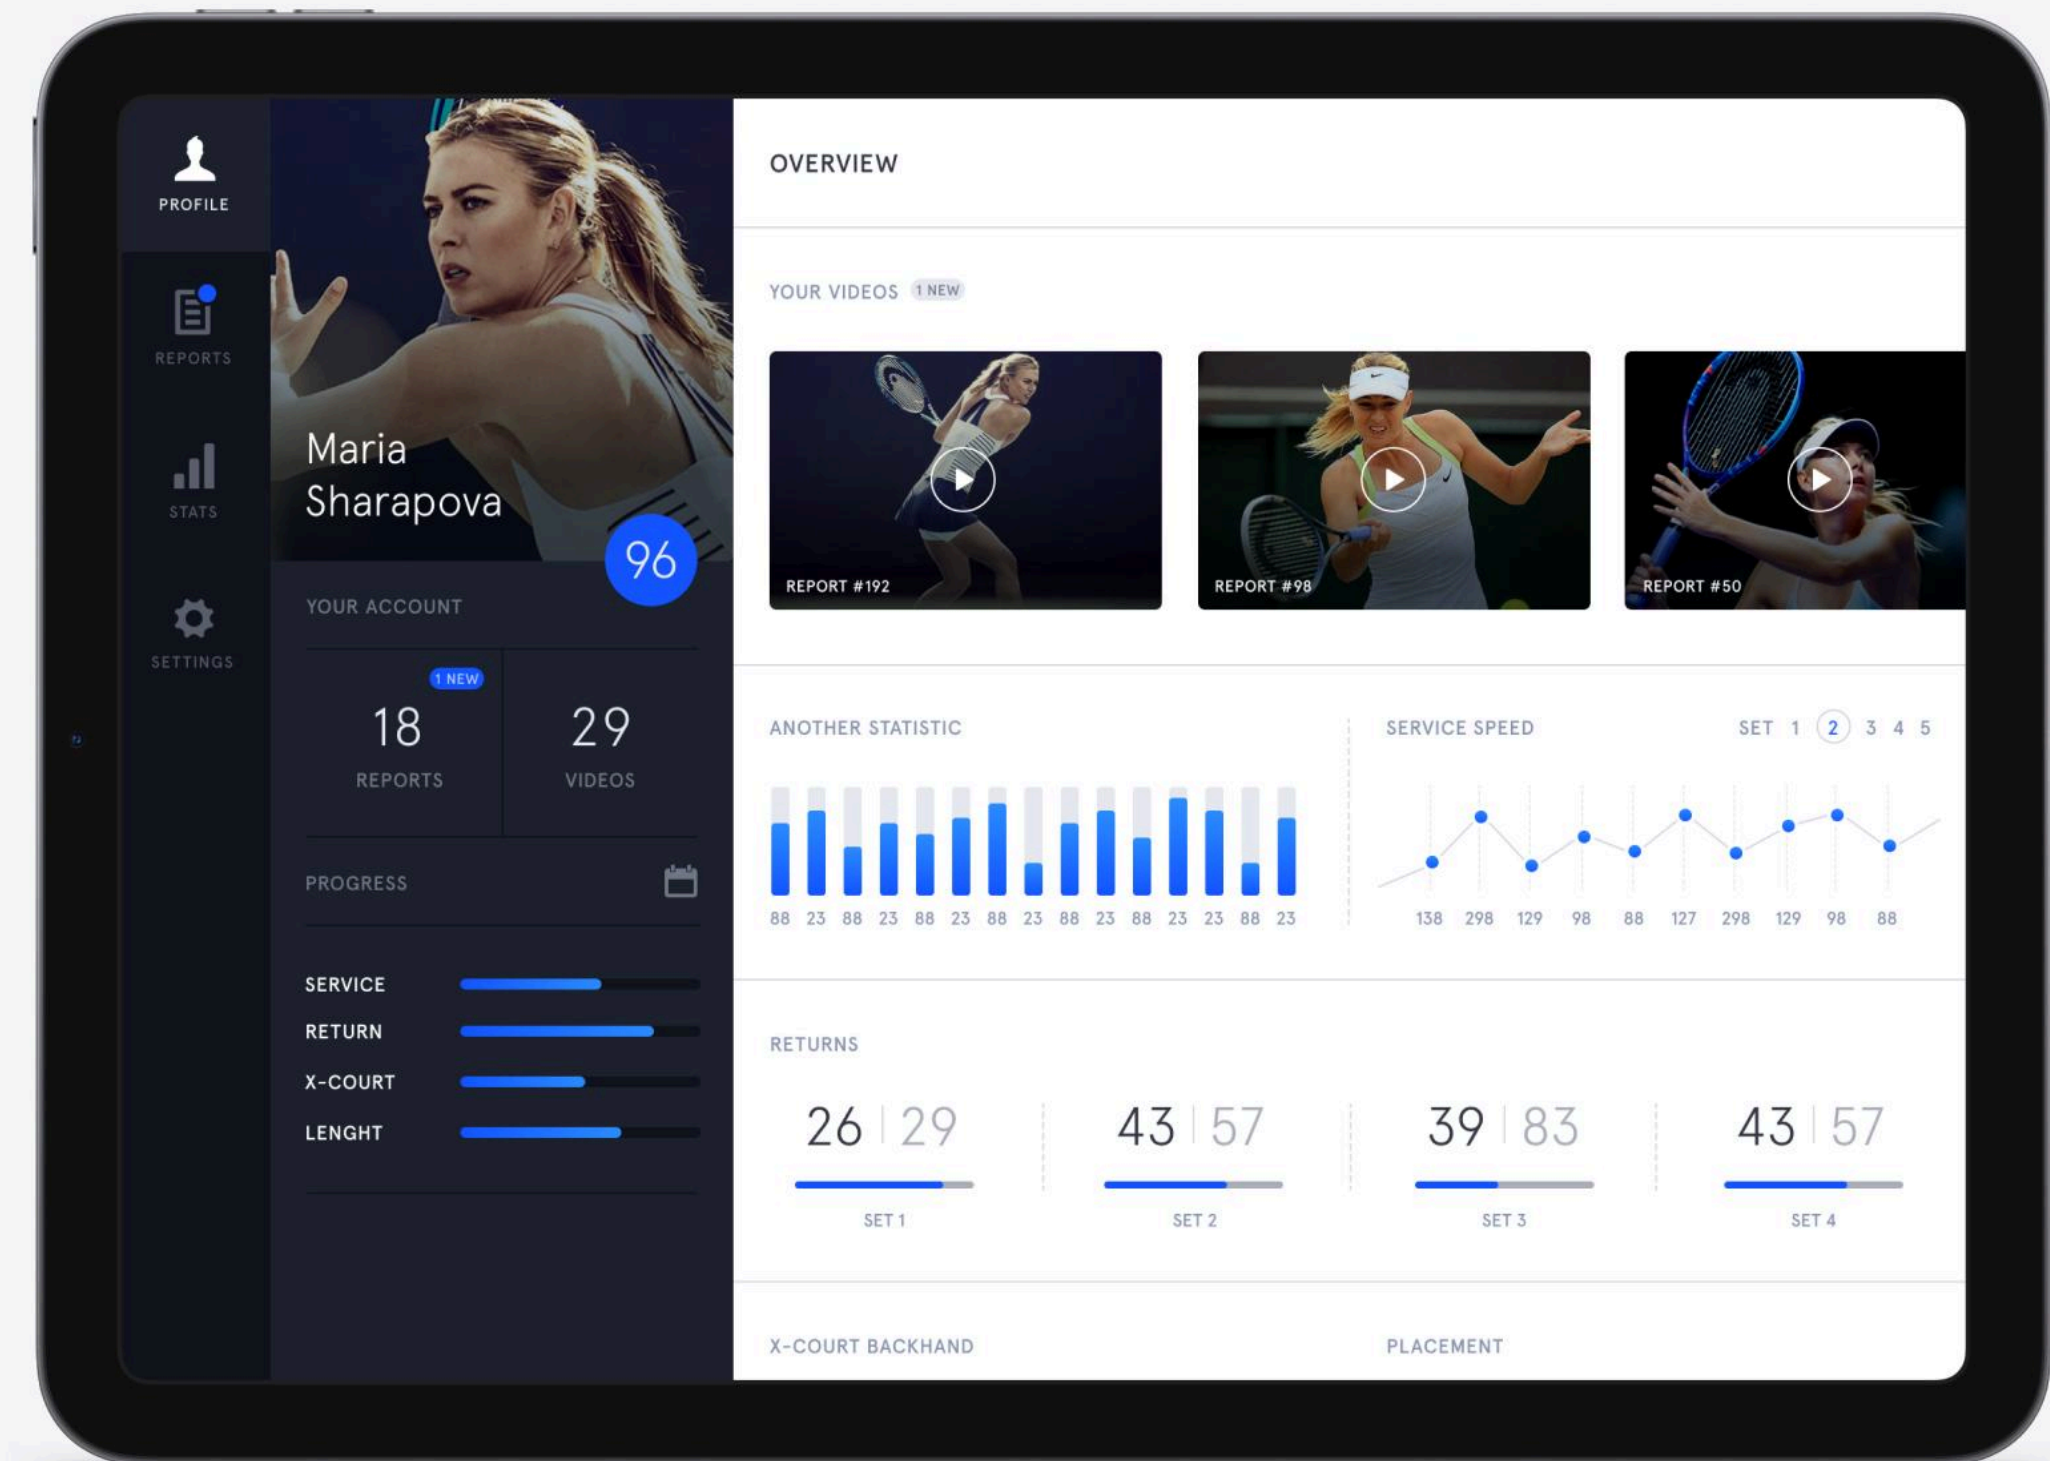 PROFILE
REPORTS
STATS
SETTINGS
Maria
Sharapova
96
YOUR ACCOUNT
1 NEW
18
REPORTS
29
VIDEOS
PROGRESS
SERVICE
RETURN
X-COURT
LENGHT
OVERVIEW
YOUR VIDEOS 1 NEW
REPORT #192
REPORT #98
REPORT #50
ANOTHER STATISTIC
88 23 88 23 88 23 88 23 88 23 88 23 23 88 23
SERVICE SPEED
SET 1 2 3 4 5
138 298 129 98 88 127 298 129 98 88
RETURNS
26 | 29
SET 1
43 | 57
SET 2
39 | 83
SET 3
43 | 57
SET 4
X-COURT BACKHAND
PLACEMENT